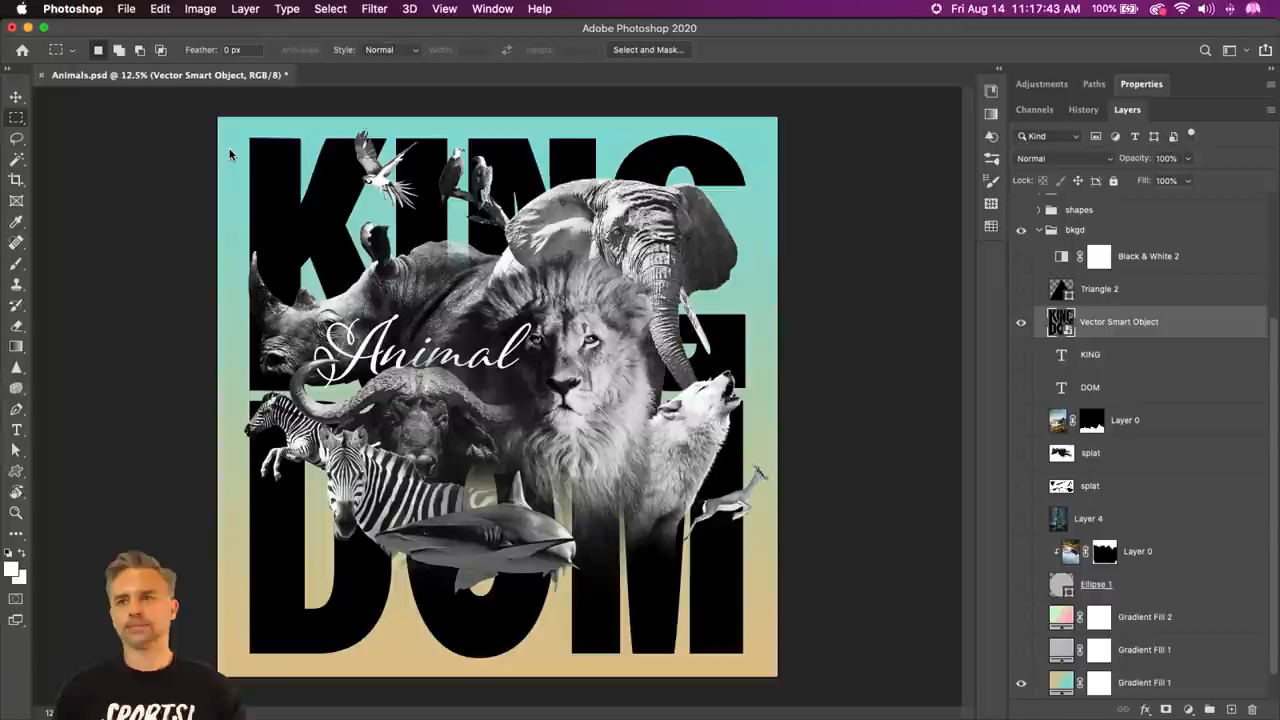 Photoshop File Edit Image Layer Type Select Filter 3D View Window Help 100% Fri Aug 14 11:17:43 AM
Adobe Photoshop 2020
Feather: 0 px Anti-alias Style: Normal Width: Height: Select and Mask...
× Animals.psd @ 12.5% (Vector Smart Object, RGB/8) *
Adjustments Paths Properties
Channels History Layers
Kind
Normal Opacity: 100%
Lock: Fill: 100%
shapes
bkgd
Black & White 2
Triangle 2
Vector Smart Object
KING
DOM
Layer 0
splat
splat
Layer 4
Layer 0
Ellipse 1
Gradient Fill 2
Gradient Fill 1
Gradient Fill 1
KING
Animal
DOM
SPORTS!
12